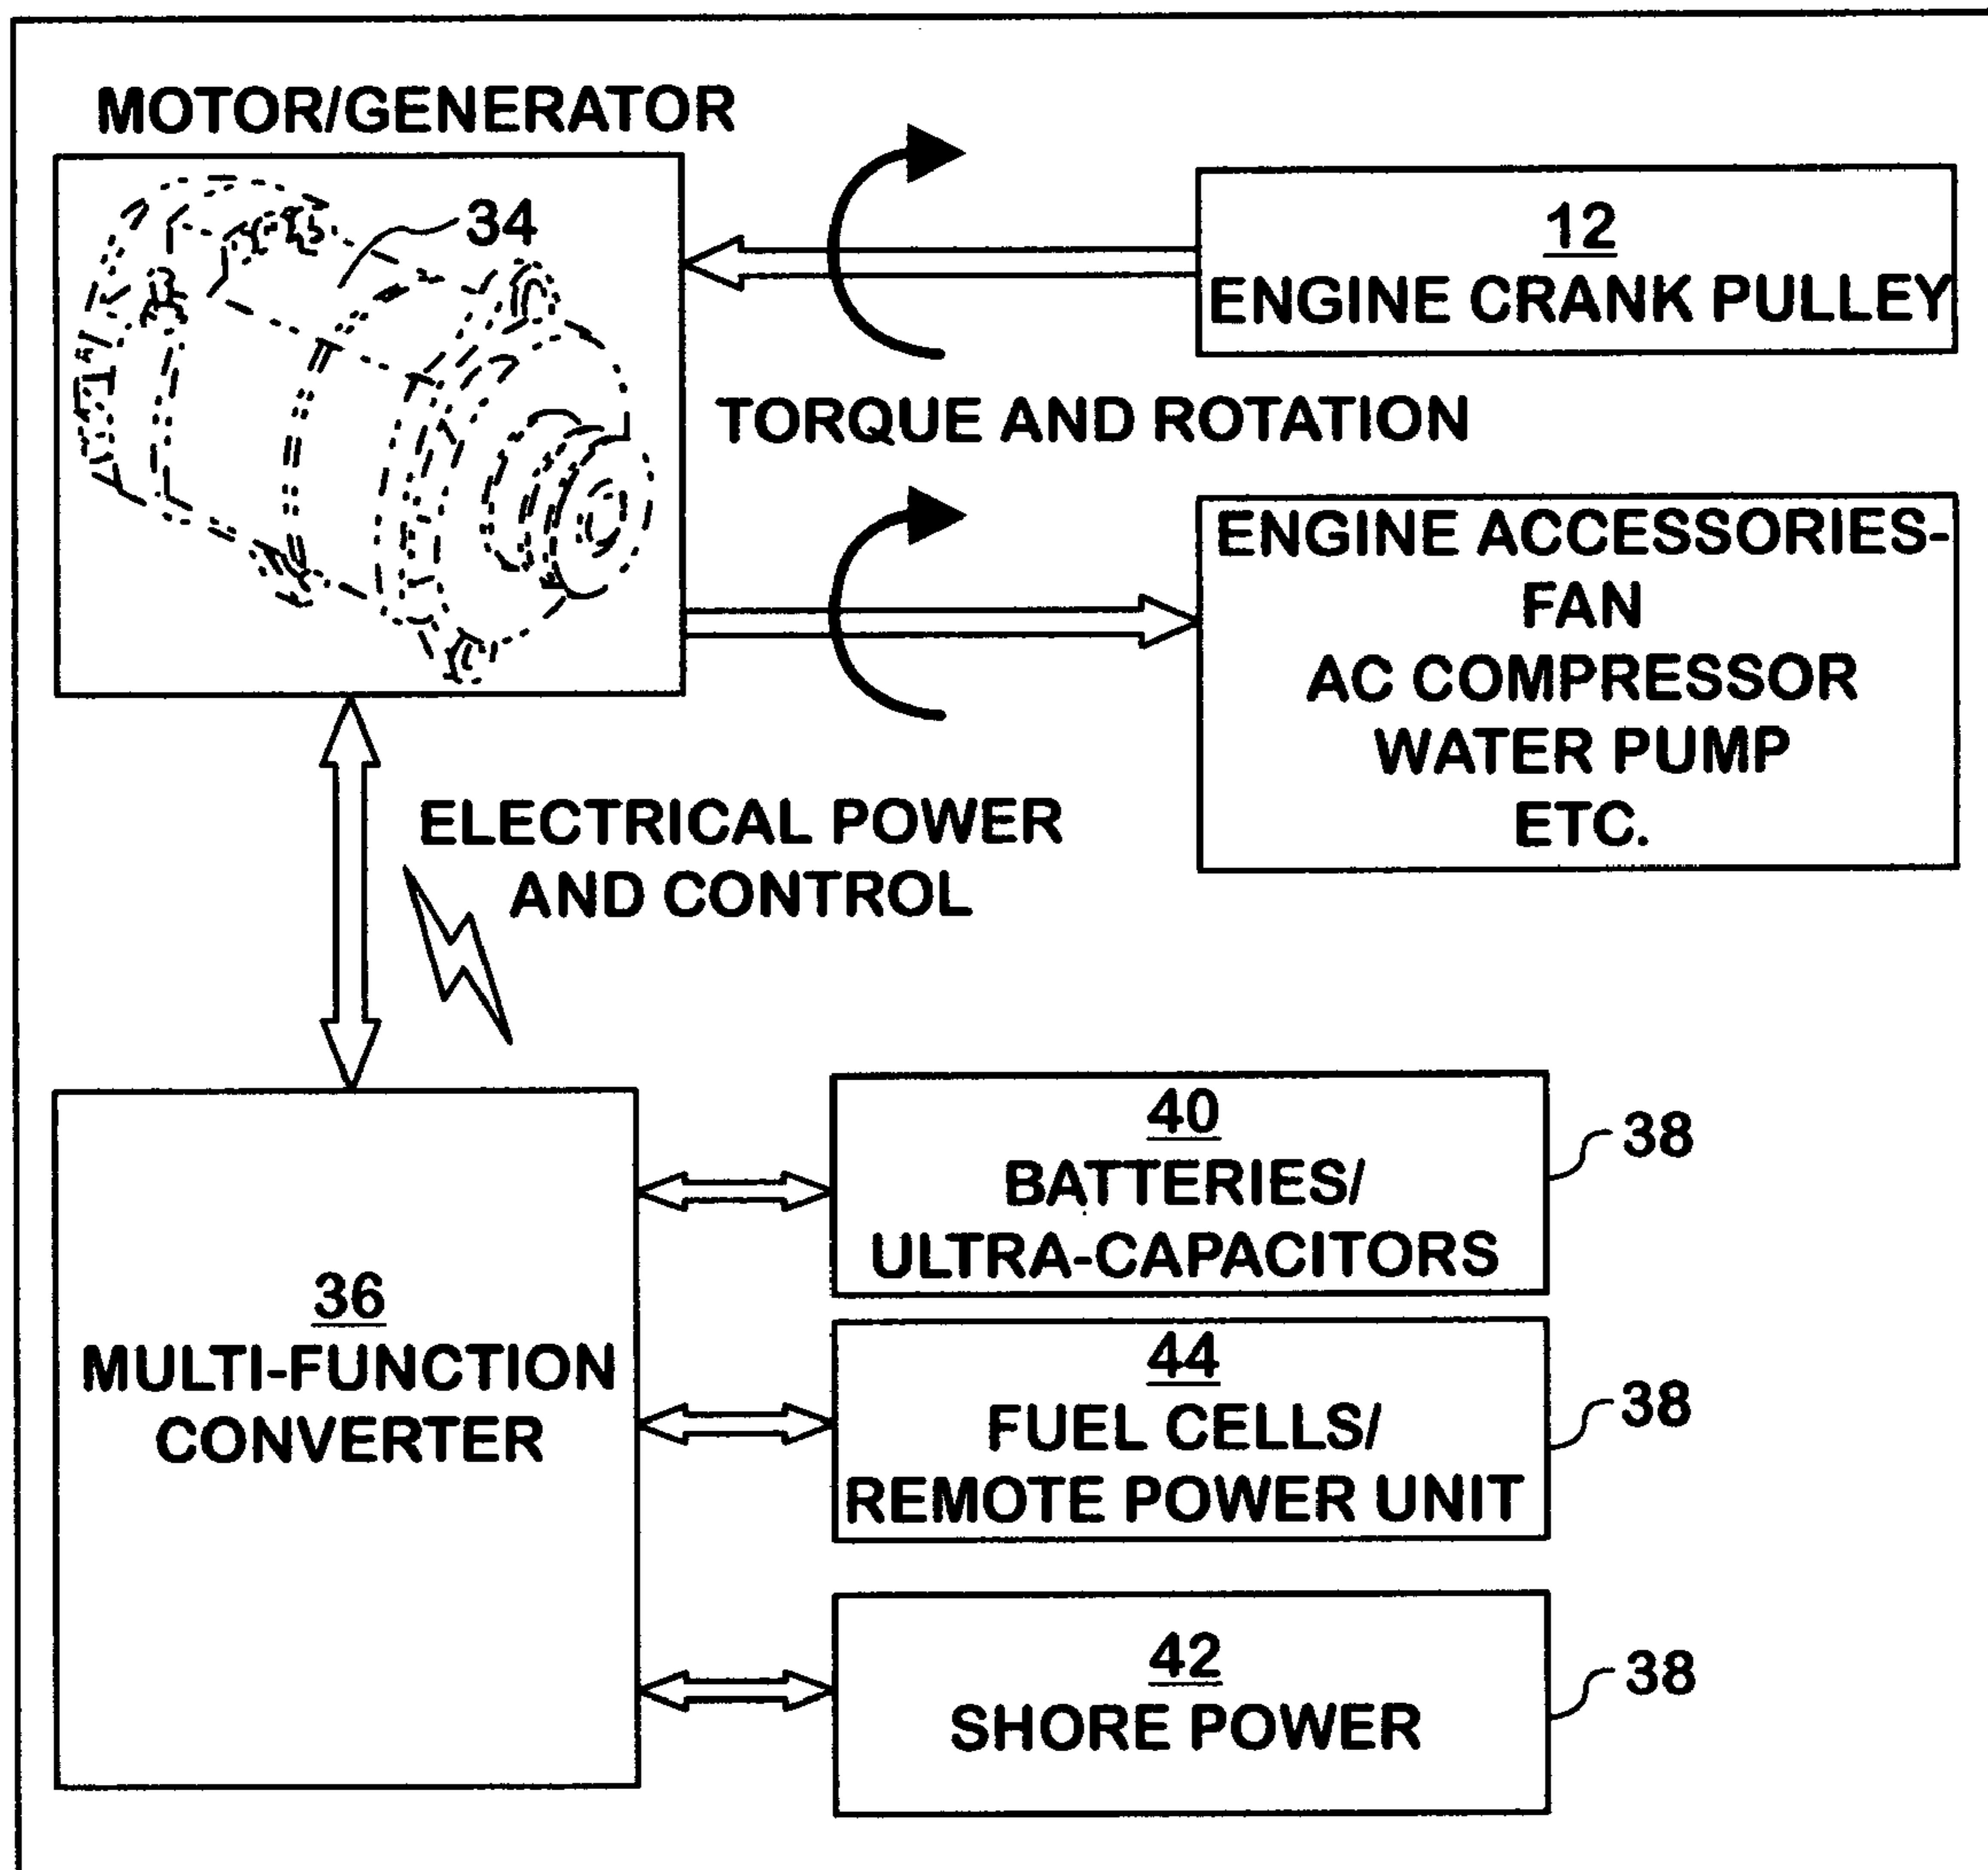 MOTOR/GENERATOR
34
12
ENGINE CRANK PULLEY
TORQUE AND ROTATION
ENGINE ACCESSORIES-
FAN
AC COMPRESSOR
WATER PUMP
ETC.
ELECTRICAL POWER
AND CONTROL
36
MULTI-FUNCTION
CONVERTER
40
BATTERIES/
ULTRA-CAPACITORS
38
44
FUEL CELLS/
REMOTE POWER UNIT
38
42
SHORE POWER
38